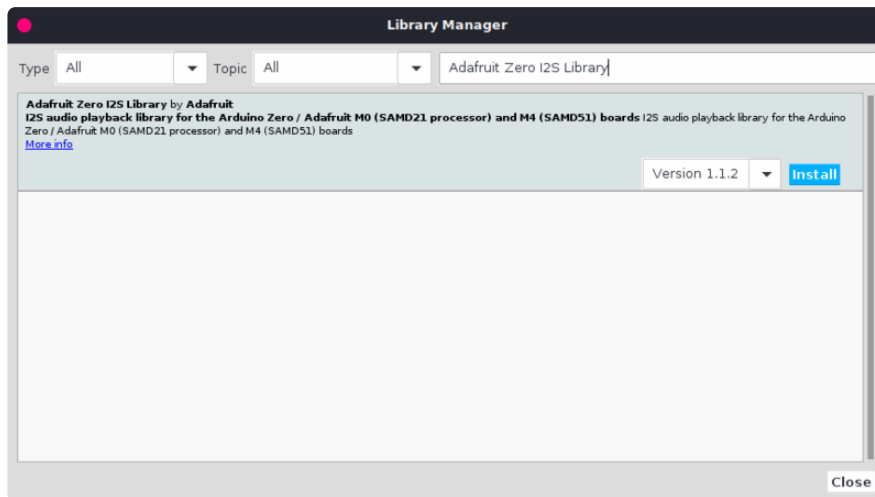 Library Manager
Type All Topic All Adafruit Zero I2S Library
Adafruit Zero I2S Library by Adafruit
I2S audio playback library for the Arduino Zero / Adafruit M0 (SAMD21 processor) and M4 (SAMD51) boards I2S audio playback library for the Arduino
Zero / Adafruit M0 (SAMD21 processor) and M4 (SAMD51) boards
More info
Version 1.1.2 Install
Close